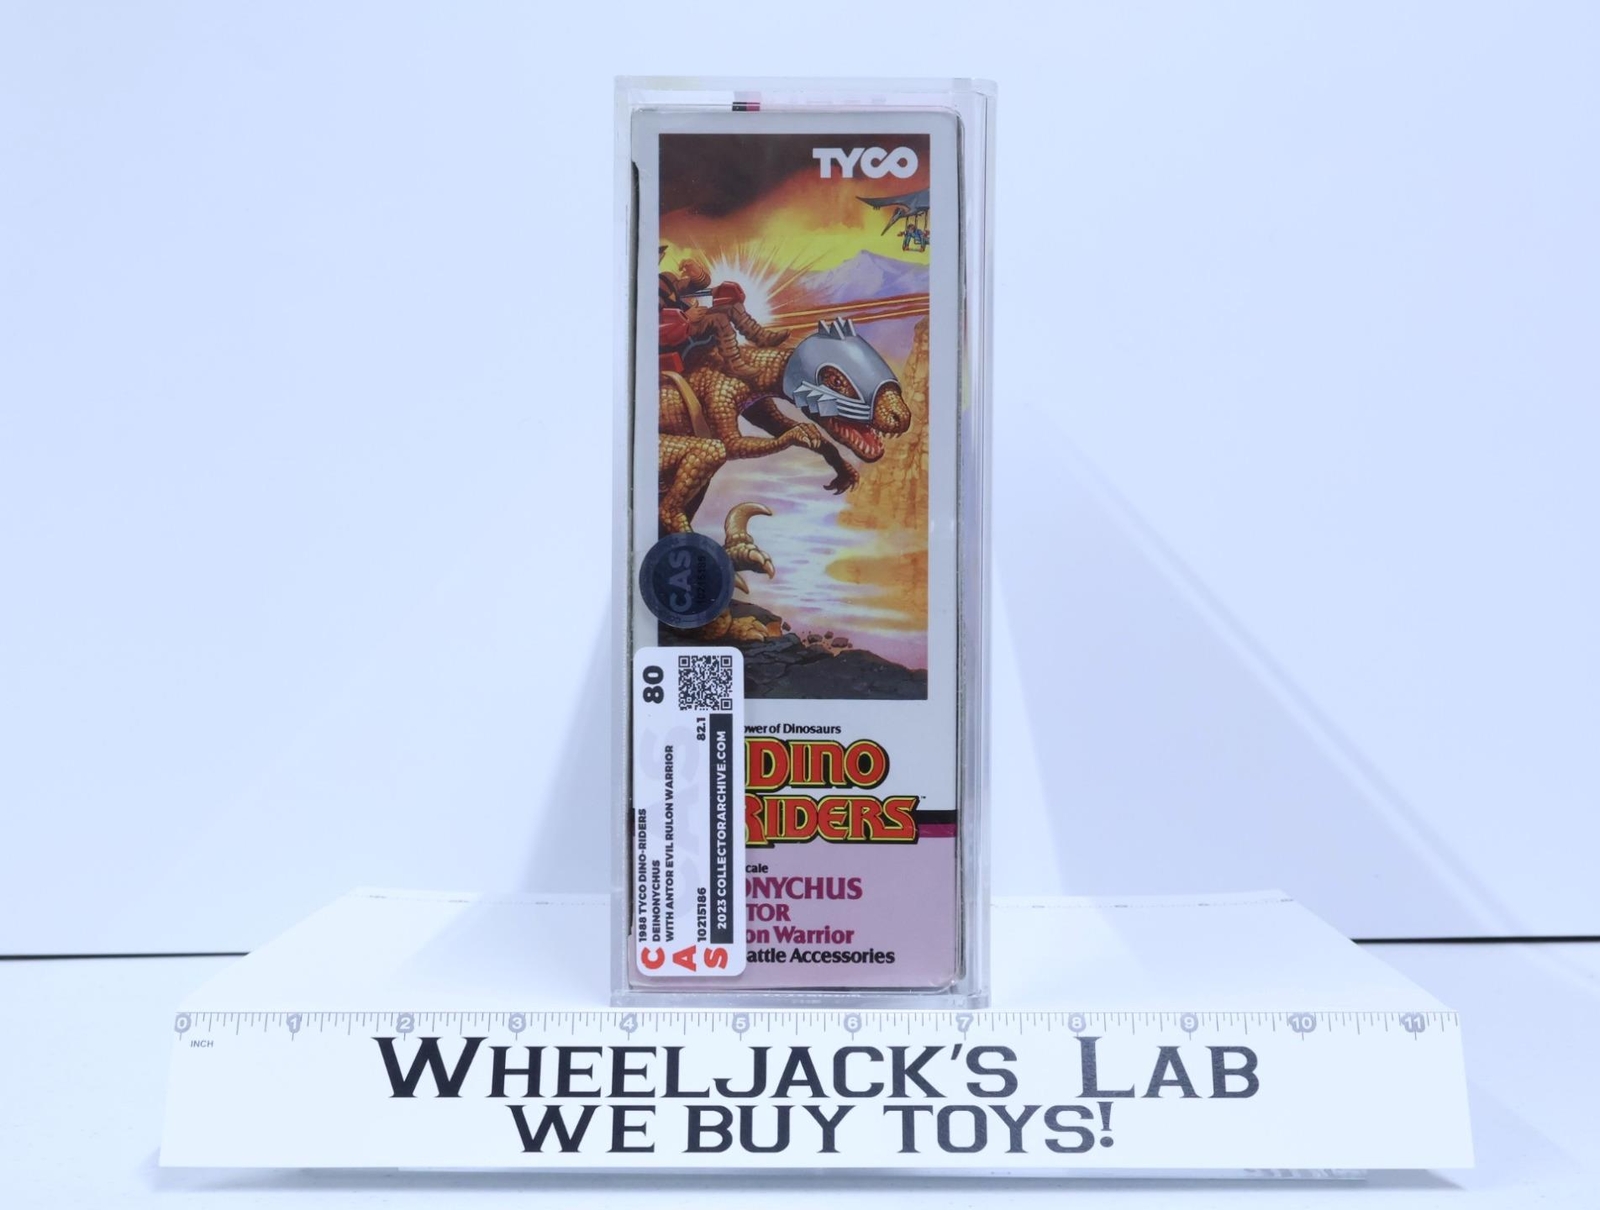 TYCO
CAS
80
82.1
1988 TYCO DINO-RIDERS
DEINONYCHUS
WITH ANTOR EVIL RULON WARRIOR
10215186
2023 COLLECTORARCHIVE.COM
CAS
ower of Dinosaurs
DINO
RIDERS™
cale
ONYCHUS
TOR
on Warrior
attle Accessories
0 1 2 3 4 5 6 7 8 9 10 11
INCH
WHEELJACK'S LAB
WE BUY TOYS!